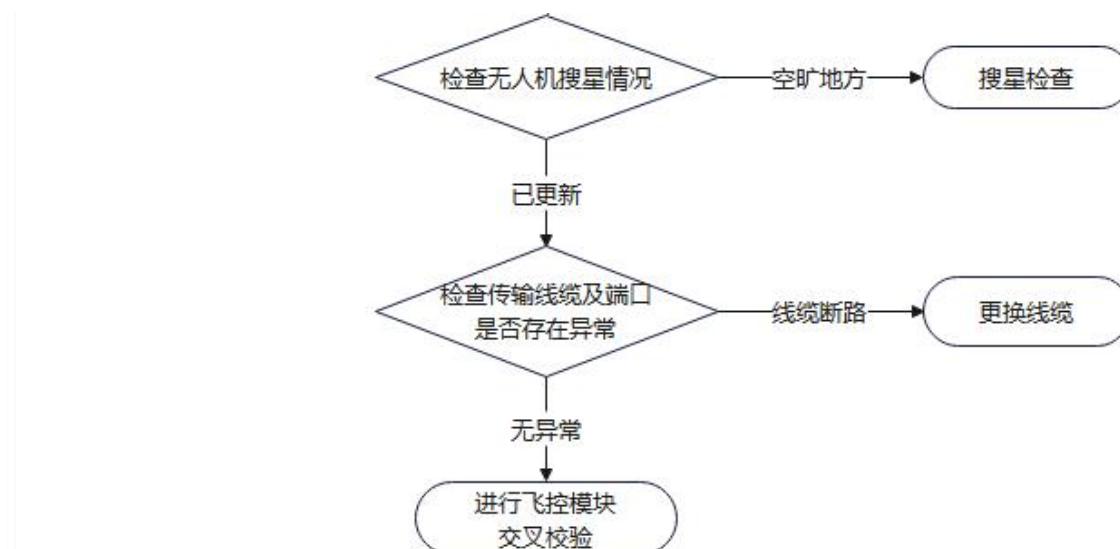 检查无人机搜星情况
空旷地方
搜星检查
已更新
检查传输线缆及端口
是否存在异常
线缆断路
更换线缆
无异常
进行飞控模块
交叉校验